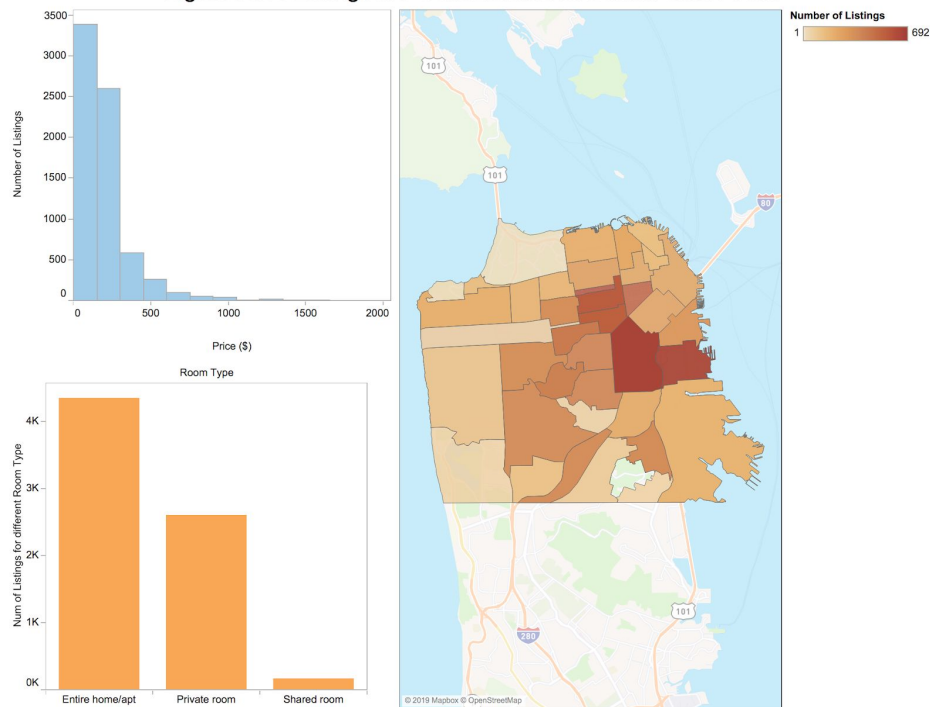 3500
3000
2500
2000
1500
1000
500
0
Number of Listings
0 500 1000 1500 2000
Price ($)
Room Type
4K
3K
2K
1K
0K
Num of Listings for different Room Type
Entire home/apt Private room Shared room
101
101
80
280
101
© 2019 Mapbox © OpenStreetMap
Number of Listings
1 692